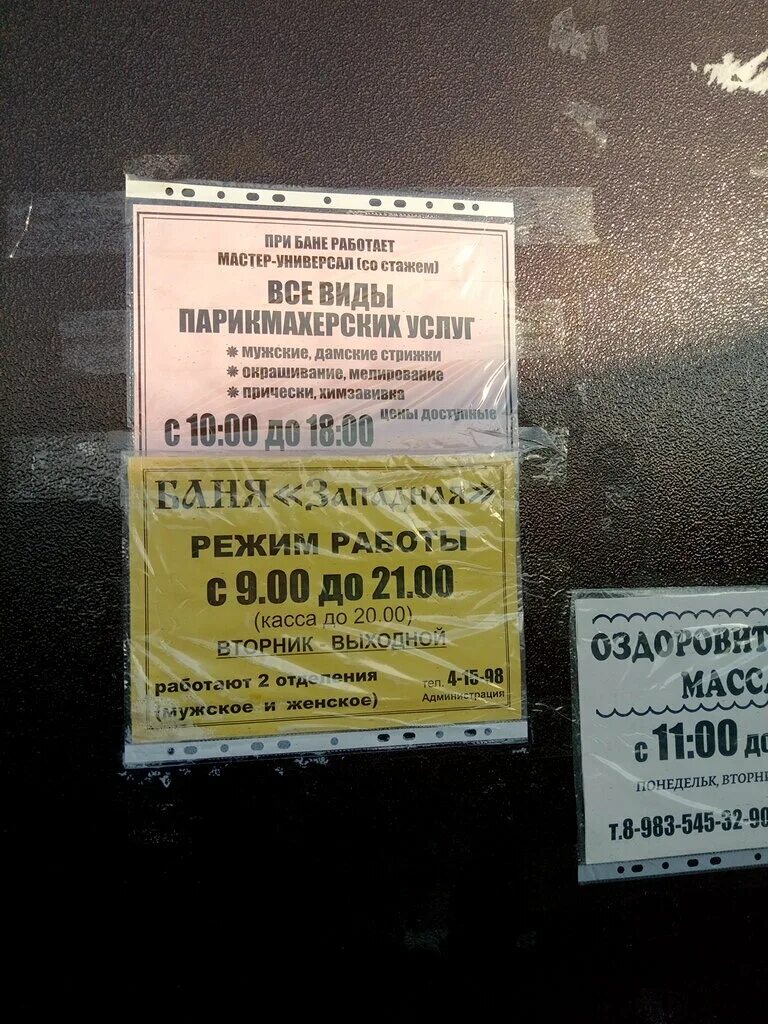 ПРИ БАНЕ РАБОТАЕТ
МАСТЕР-УНИВЕРСАЛ (со стажем)
ВСЕ ВИДЫ
ПАРИКМАХЕРСКИХ УСЛУГ
* мужские, дамские стрижки
* окрашивание, мелирование
* прически, химзавивка
цены доступные
с 10:00 до 18:00
БАНЯ «Западная»
РЕЖИМ РАБОТЫ
с 9.00 до 21.00
(касса до 20.00)
ВТОРНИК - ВЫХОДНОЙ
работают 2 отделения
(мужское и женское)
тел. 4-15-98
Администрация
ОЗДОРОВИТ
МАСС
с 11:00 до
ПОНЕДЕЛЬК, ВТОРНИ
т.8-983-545-32-90